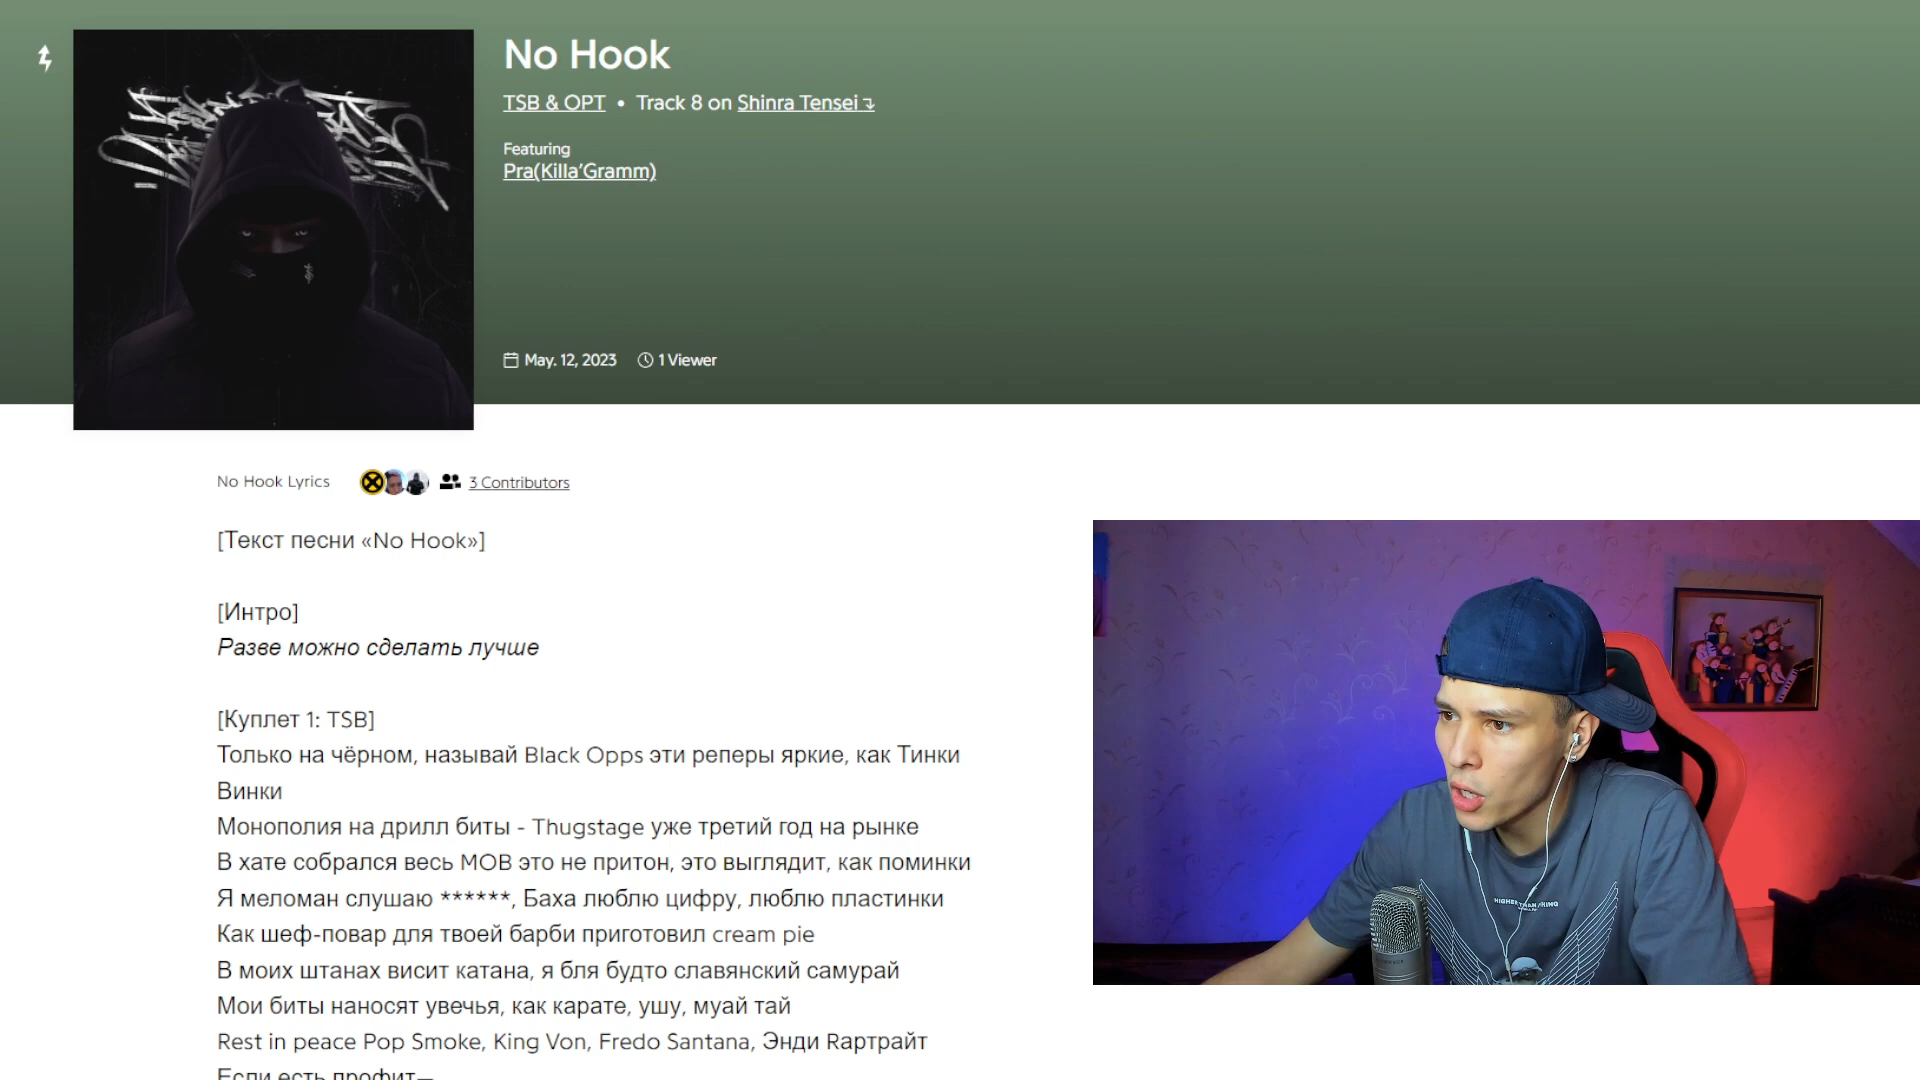 No Hook
TSB & OPT • Track 8 on Shinra Tensei
Featuring
Pra(Killa’Gramm)
May. 12, 2023 1 Viewer
No Hook Lyrics 3 Contributors
[Текст песни «No Hook»]
[Интро]
Разве можно сделать лучше
[Куплет 1: TSB]
Только на чёрном, называй Black Opps эти реперы яркие, как Тинки
Винки
Монополия на дрилл биты - Thugstage уже третий год на рынке
В хате собрался весь MOB это не притон, это выглядит, как поминки
Я меломан слушаю ******, Баха люблю цифру, люблю пластинки
Как шеф-повар для твоей барби приготовил cream pie
В моих штанах висит катана, я бля будто славянский самурай
Мои биты наносят увечья, как карате, ушу, муай тай
Rest in peace Pop Smoke, King Von, Fredo Santana, Энди Rартрайт
Если есть профит—